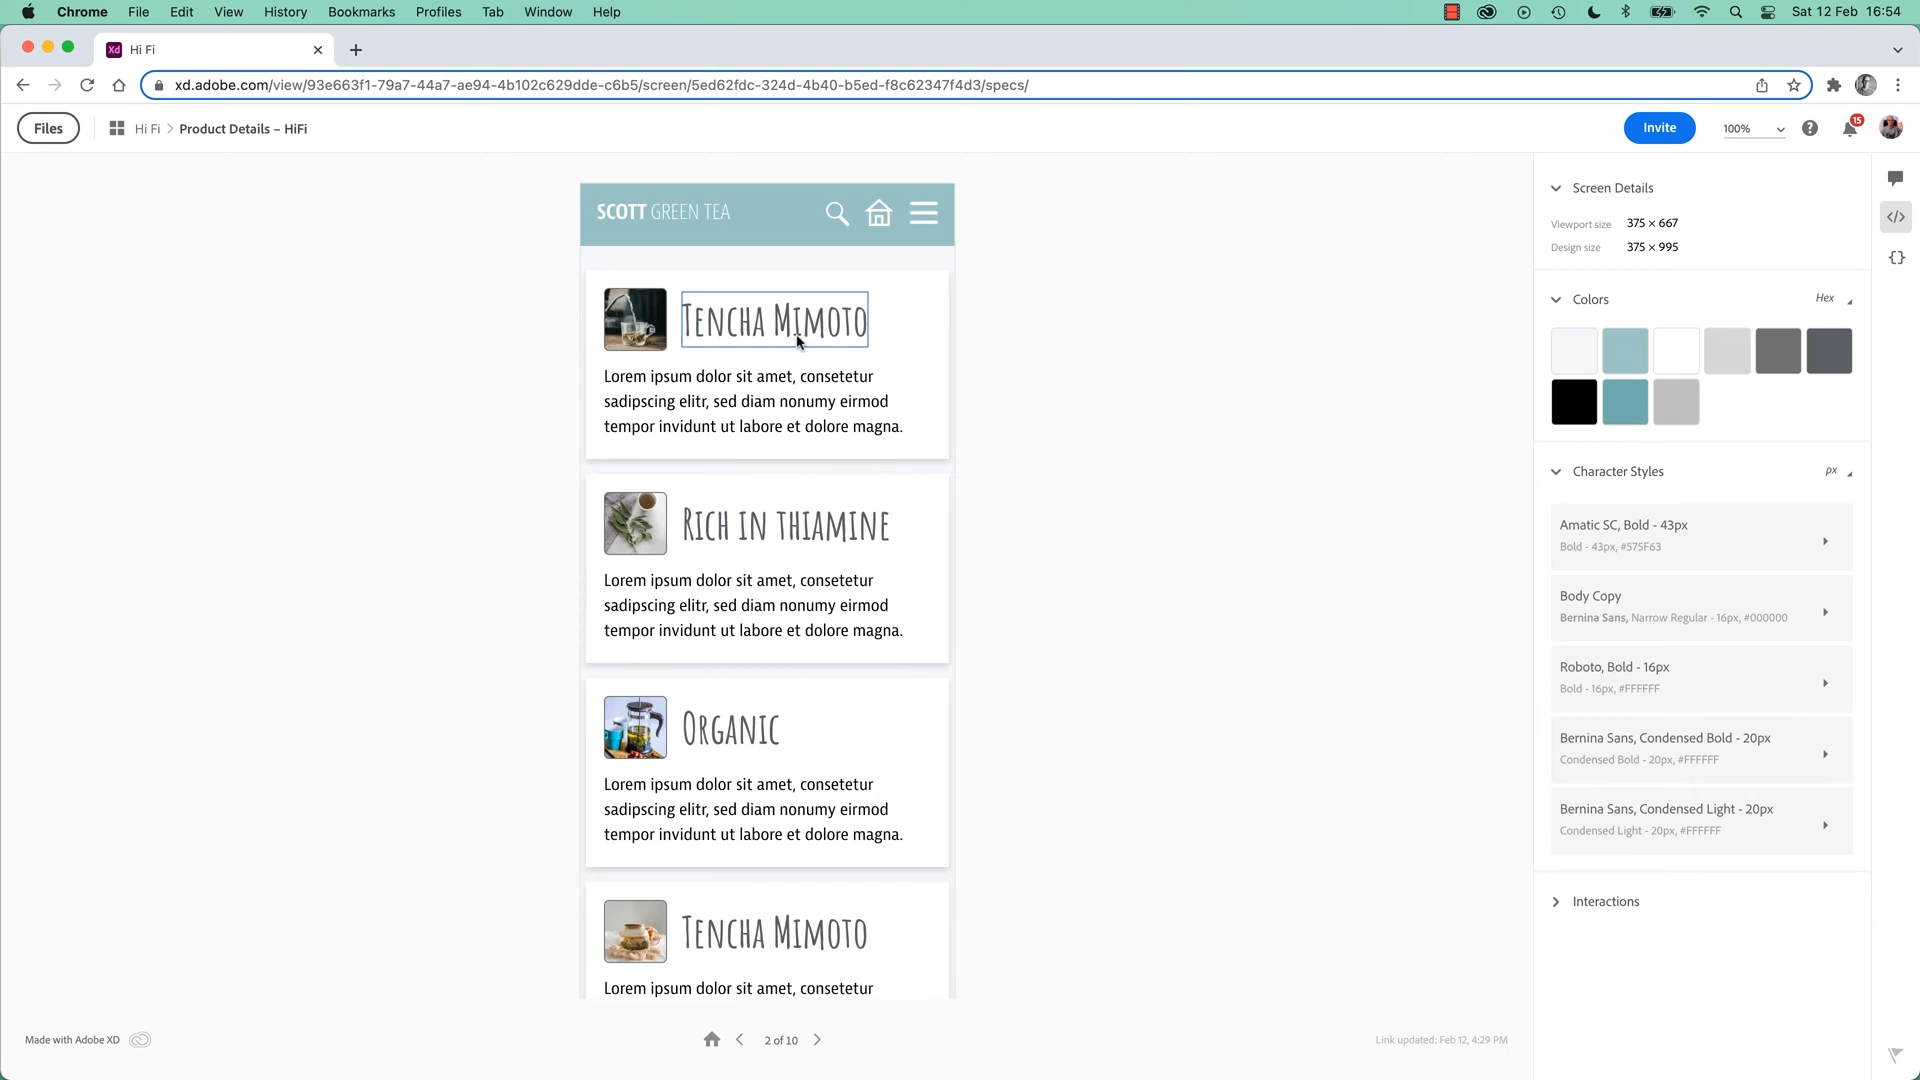 Chrome File Edit View History Bookmarks Profiles Tab Window Help Sat 12 Feb 16:54
Xd Hi Fi
xd.adobe.com/view/93e663f1-79a7-44a7-ae94-4b102c629dde-c6b5/screen/5ed62fdc-324d-4b40-b5ed-f8c62347f4d3/specs/
Files Hi Fi Product Details – HiFi Invite 100% 15
SCOTT GREEN TEA
Tencha Mimoto
Lorem ipsum dolor sit amet, consetetur
sadipscing elitr, sed diam nonumy eirmod
tempor invidunt ut labore et dolore magna.
Rich in thiamine
Lorem ipsum dolor sit amet, consetetur
sadipscing elitr, sed diam nonumy eirmod
tempor invidunt ut labore et dolore magna.
Organic
Lorem ipsum dolor sit amet, consetetur
sadipscing elitr, sed diam nonumy eirmod
tempor invidunt ut labore et dolore magna.
Tencha Mimoto
Lorem ipsum dolor sit amet, consetetur
Screen Details
Viewport size 375 × 667
Design size 375 × 995
Colors Hex
Character Styles px
Amatic SC, Bold - 43px
Bold - 43px, #575F63
Body Copy
Bernina Sans, Narrow Regular - 16px, #000000
Roboto, Bold - 16px
Bold - 16px, #FFFFFF
Bernina Sans, Condensed Bold - 20px
Condensed Bold - 20px, #FFFFFF
Bernina Sans, Condensed Light - 20px
Condensed Light - 20px, #FFFFFF
Interactions
Made with Adobe XD 2 of 10 Link updated: Feb 12, 4:29 PM